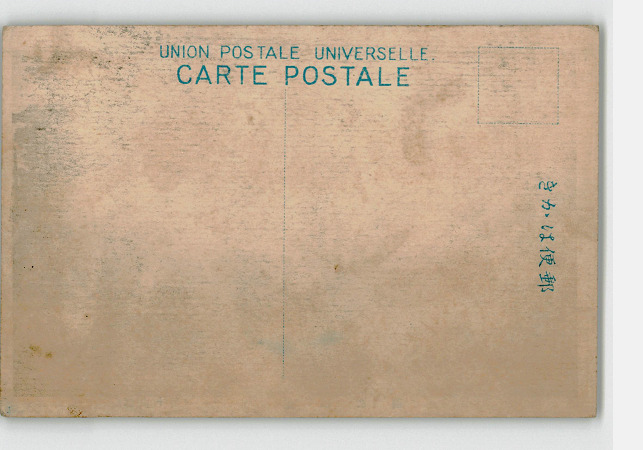 UNION POSTALE UNIVERSELLE.
CARTE POSTALE
きかは便郵